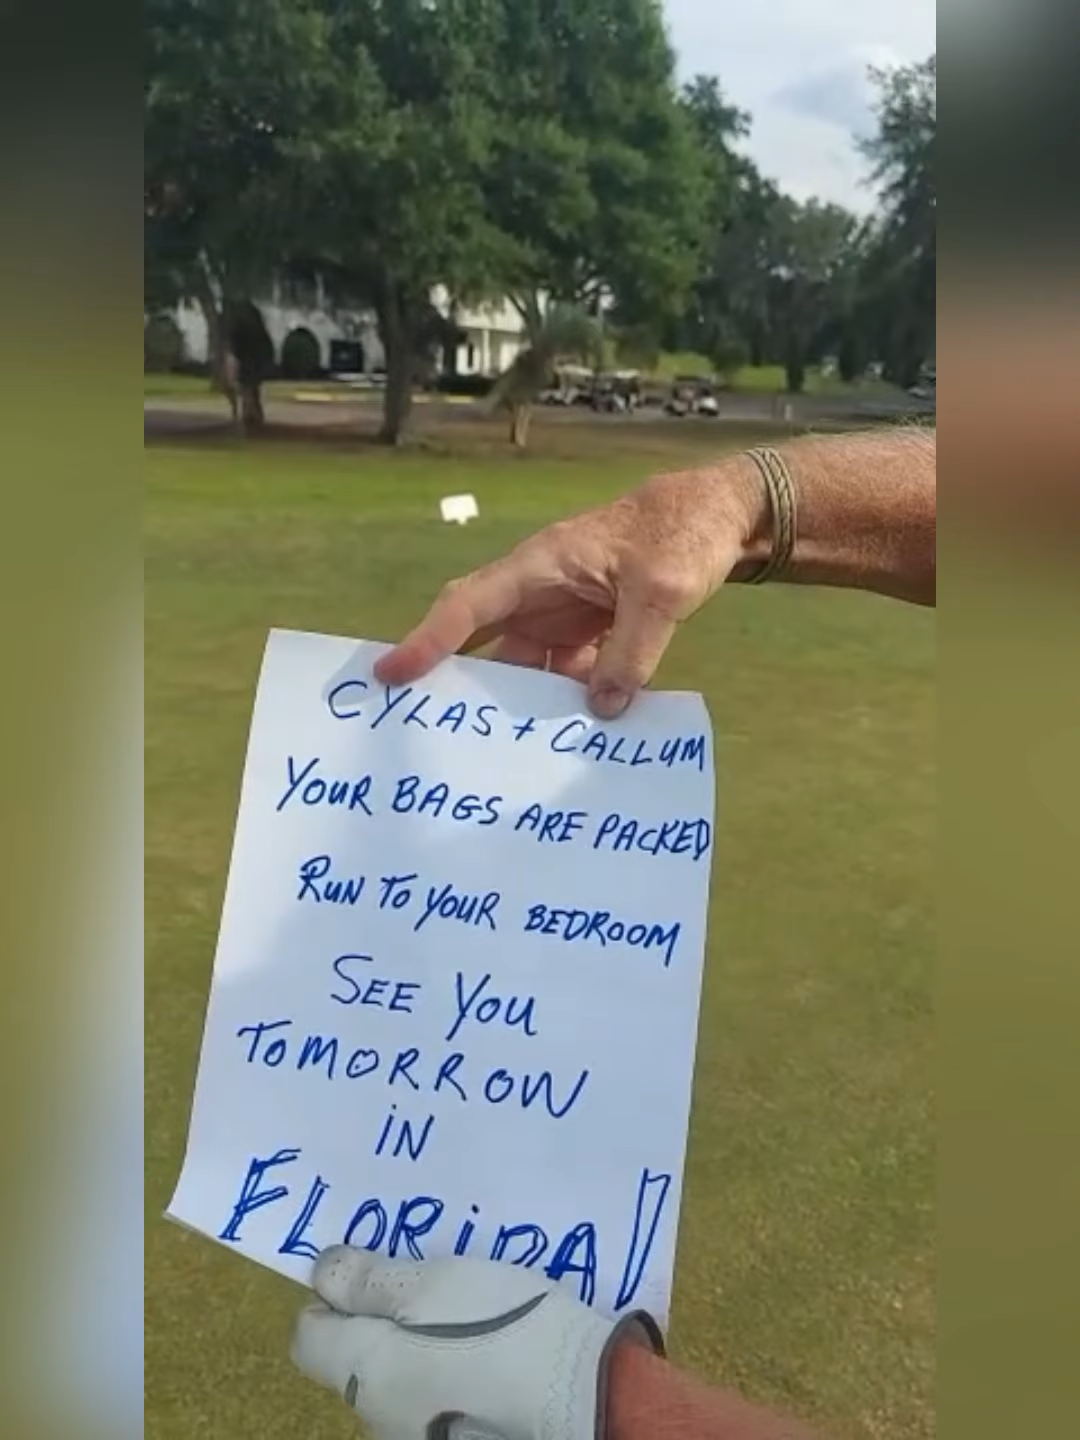 CYLAS + CALLUM
YOUR BAGS ARE PACKED
RUN TO YOUR BEDROOM
SEE YOU
TOMORROW
iN
FLORiDA!